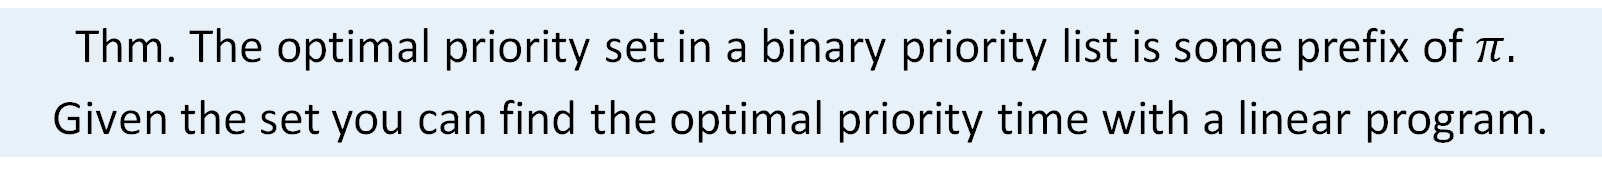 Thm. The optimal priority set in a binary priority list is some prefix of π.
Given the set you can find the optimal priority time with a linear program.